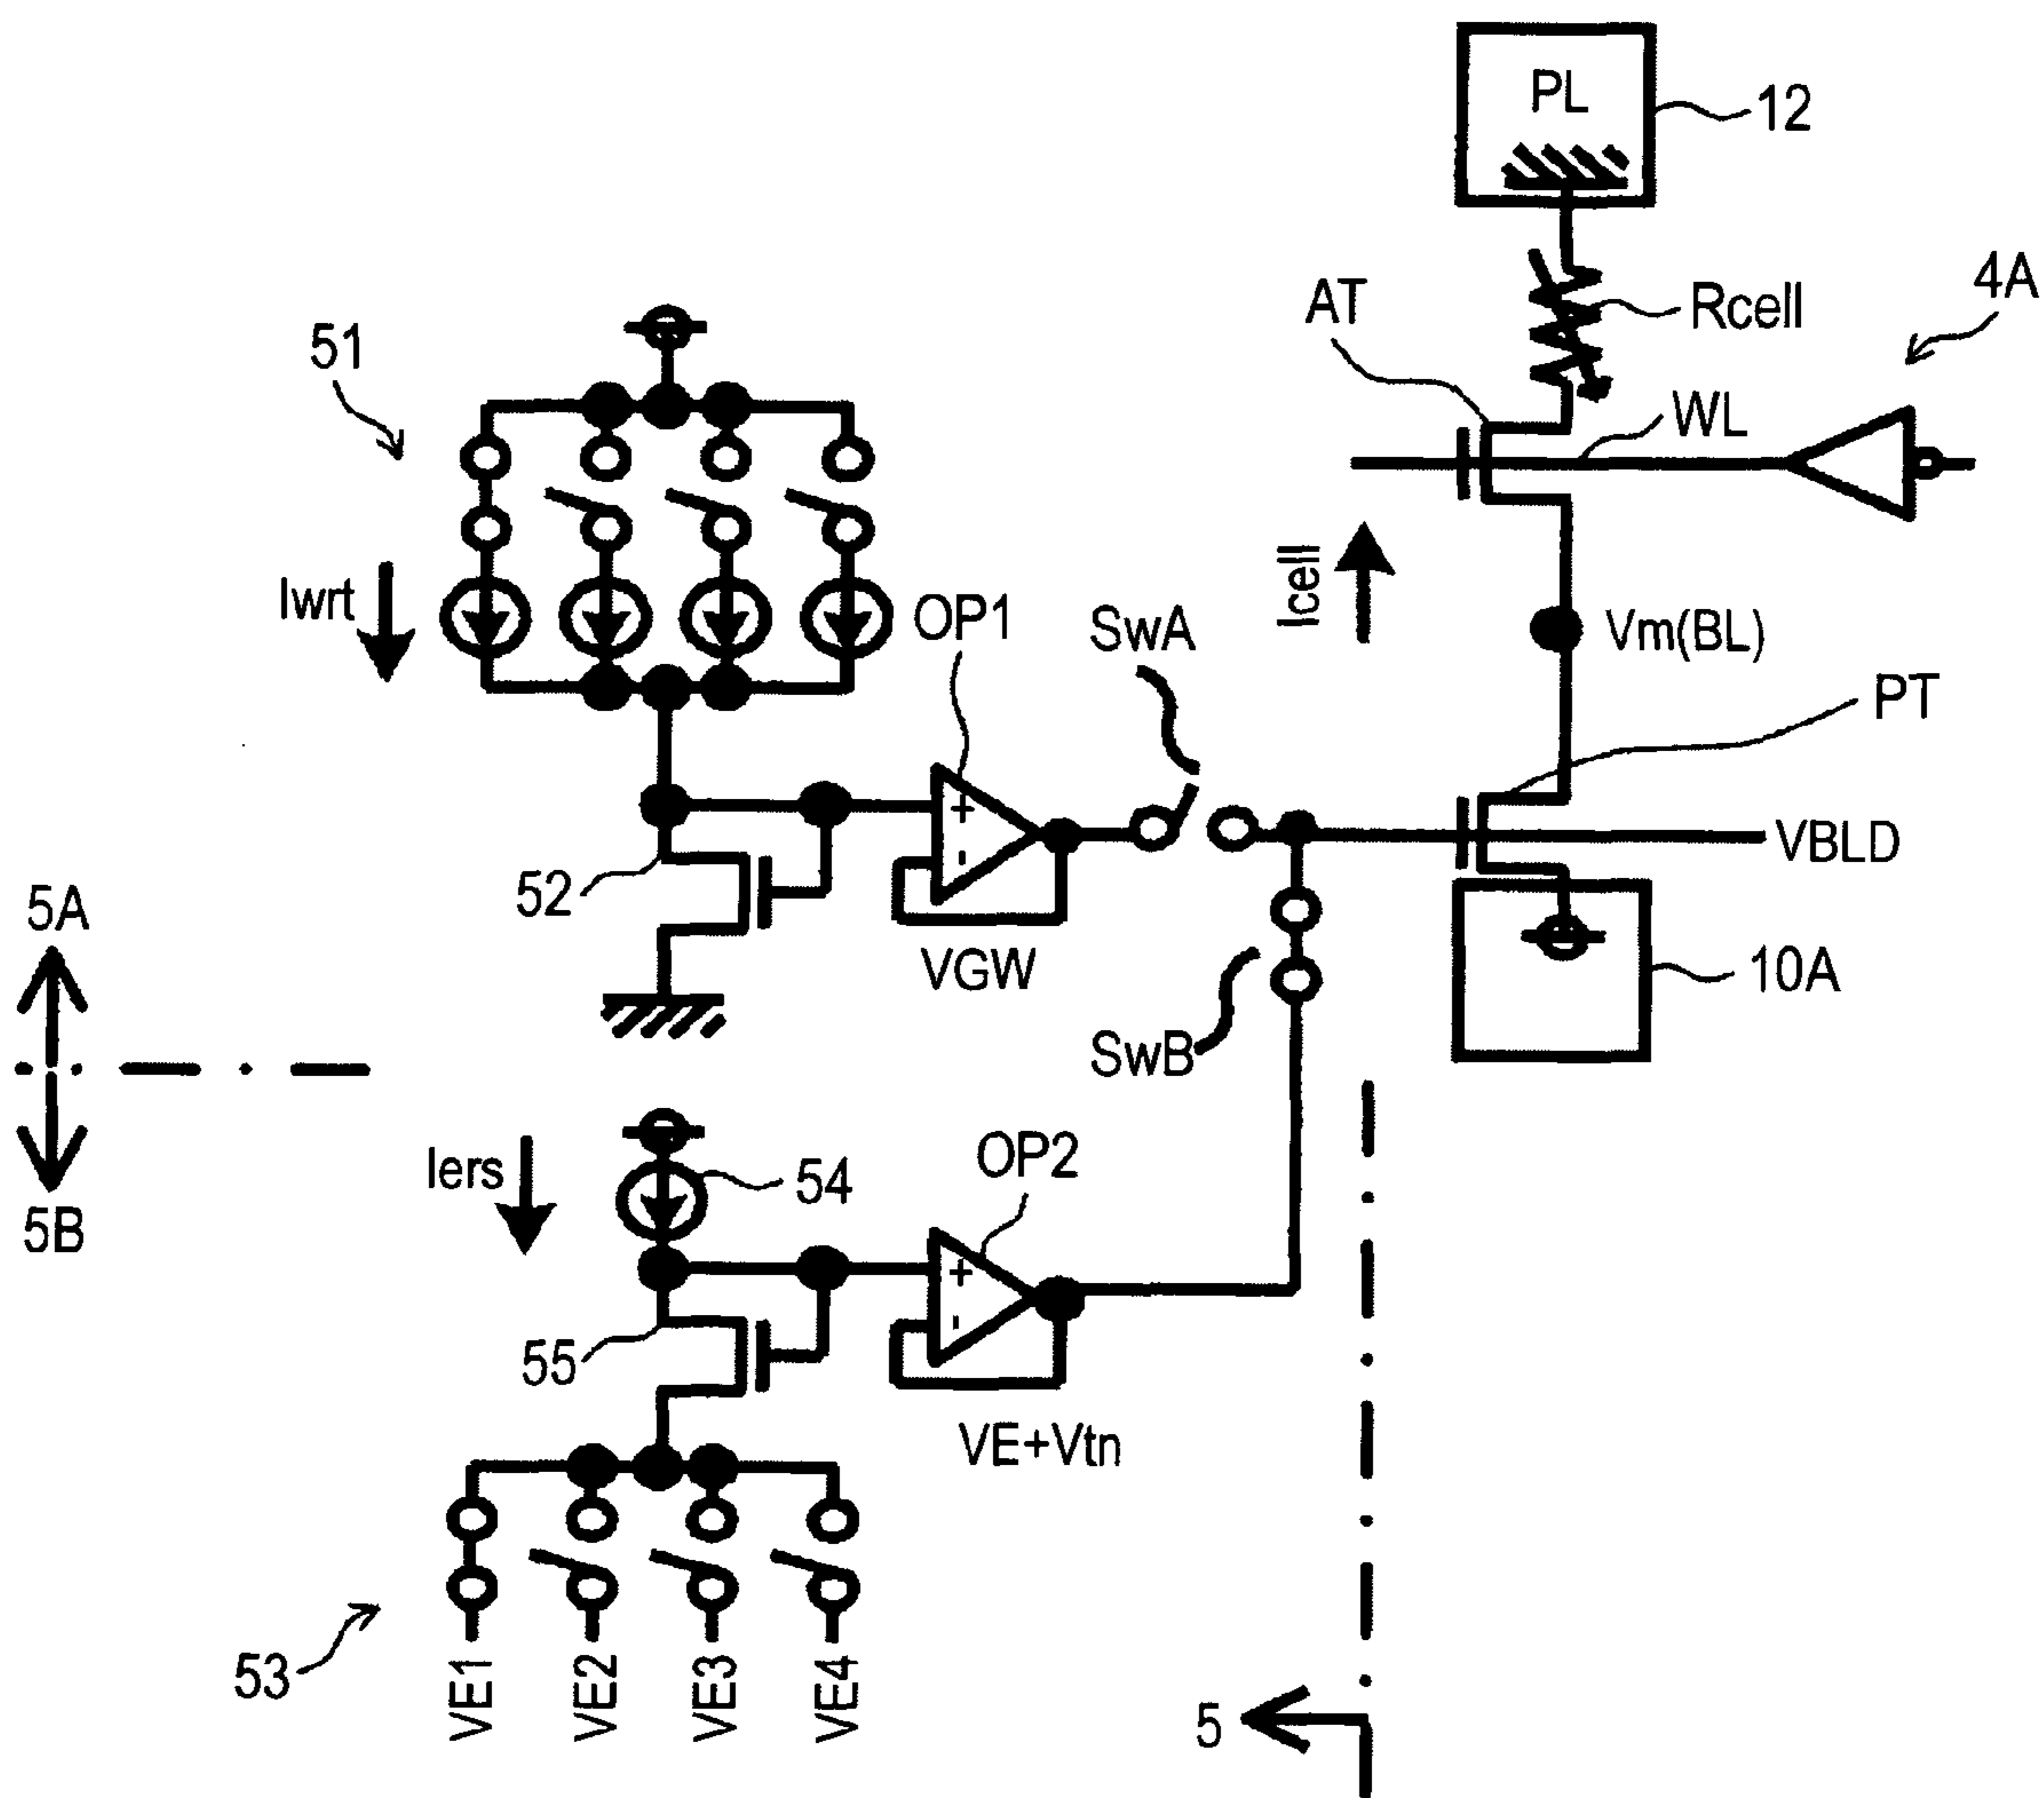 PL
12
AT
Rcell
4A
51
WL
Iwrt
OP1
SwA
Icell
Vm(BL)
PT
+
-
VBLD
52
5A
VGW
10A
SwB
5B
Iers
54
OP2
+
-
55
VE+Vtn
53
VE1
VE2
VE3
VE4
5